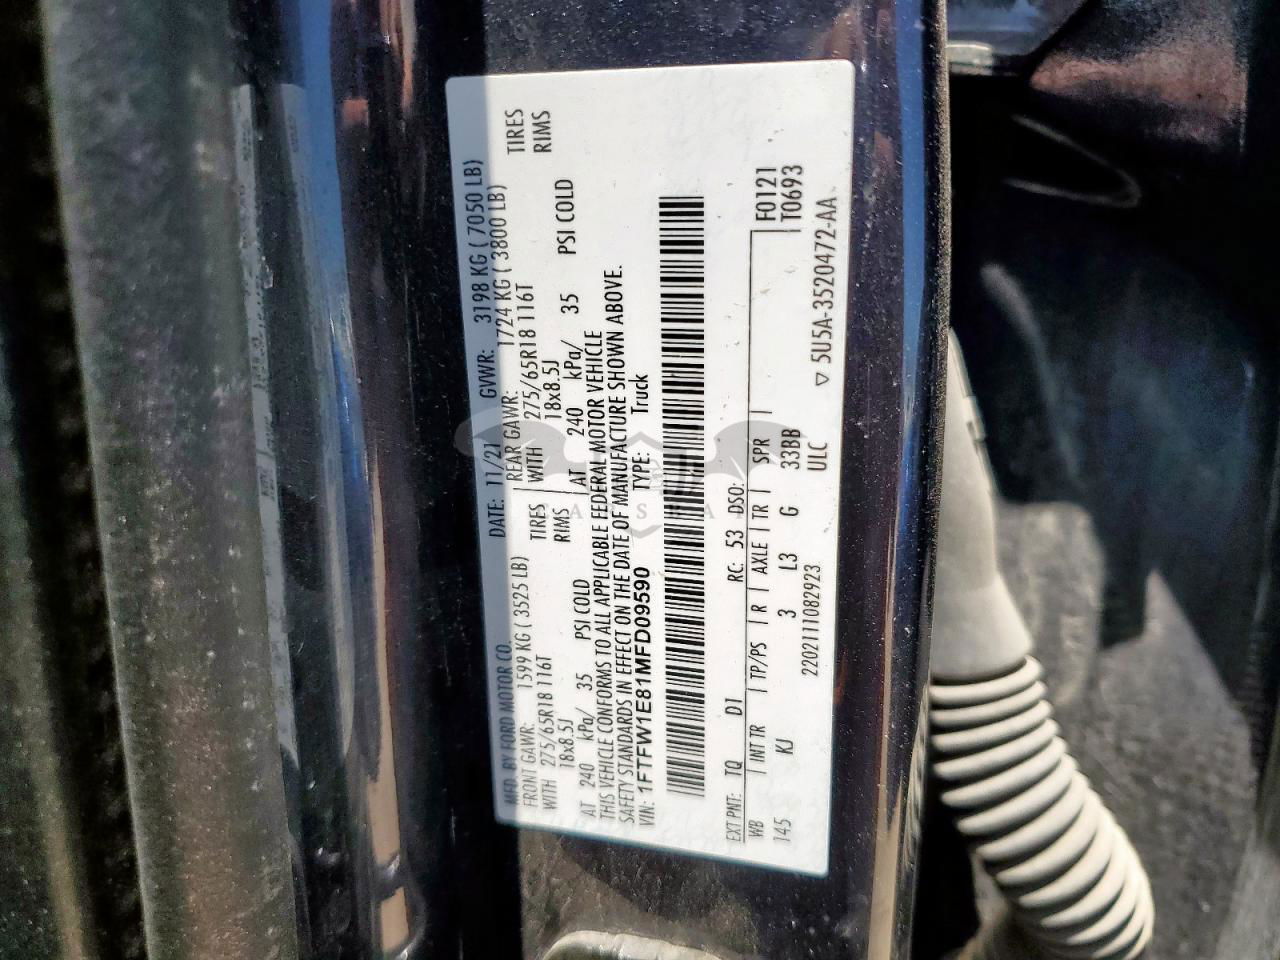 MFD. BY FORD MOTOR CO.
DATE: 11/21 GVWR: 3198 KG ( 7050 LB)
FRONT GAWR: 1599 KG ( 3525 LB)
REAR GAWR: 1724 KG ( 3800 LB)
WITH 275/65R18 116T TIRES
WITH 275/65R18 116T TIRES
18x8.5J RIMS
18x8.5J RIMS
AT 240 kPa/ 35 PSI COLD
AT 240 kPa/ 35 PSI COLD
THIS VEHICLE CONFORMS TO ALL APPLICABLE FEDERAL MOTOR VEHICLE
SAFETY STANDARDS IN EFFECT ON THE DATE OF MANUFACTURE SHOWN ABOVE.
VIN: 1FTFW1E81MFD09590 TYPE: Truck
EXT PNT: TQ D1 RC: 53 DSO: F0121
WB INT TR TP/PS R AXLE TR SPR T0693
145 KJ 3 L3 G 33BB
2202111082923 ULC ▽ 5U5A-3520472-AA